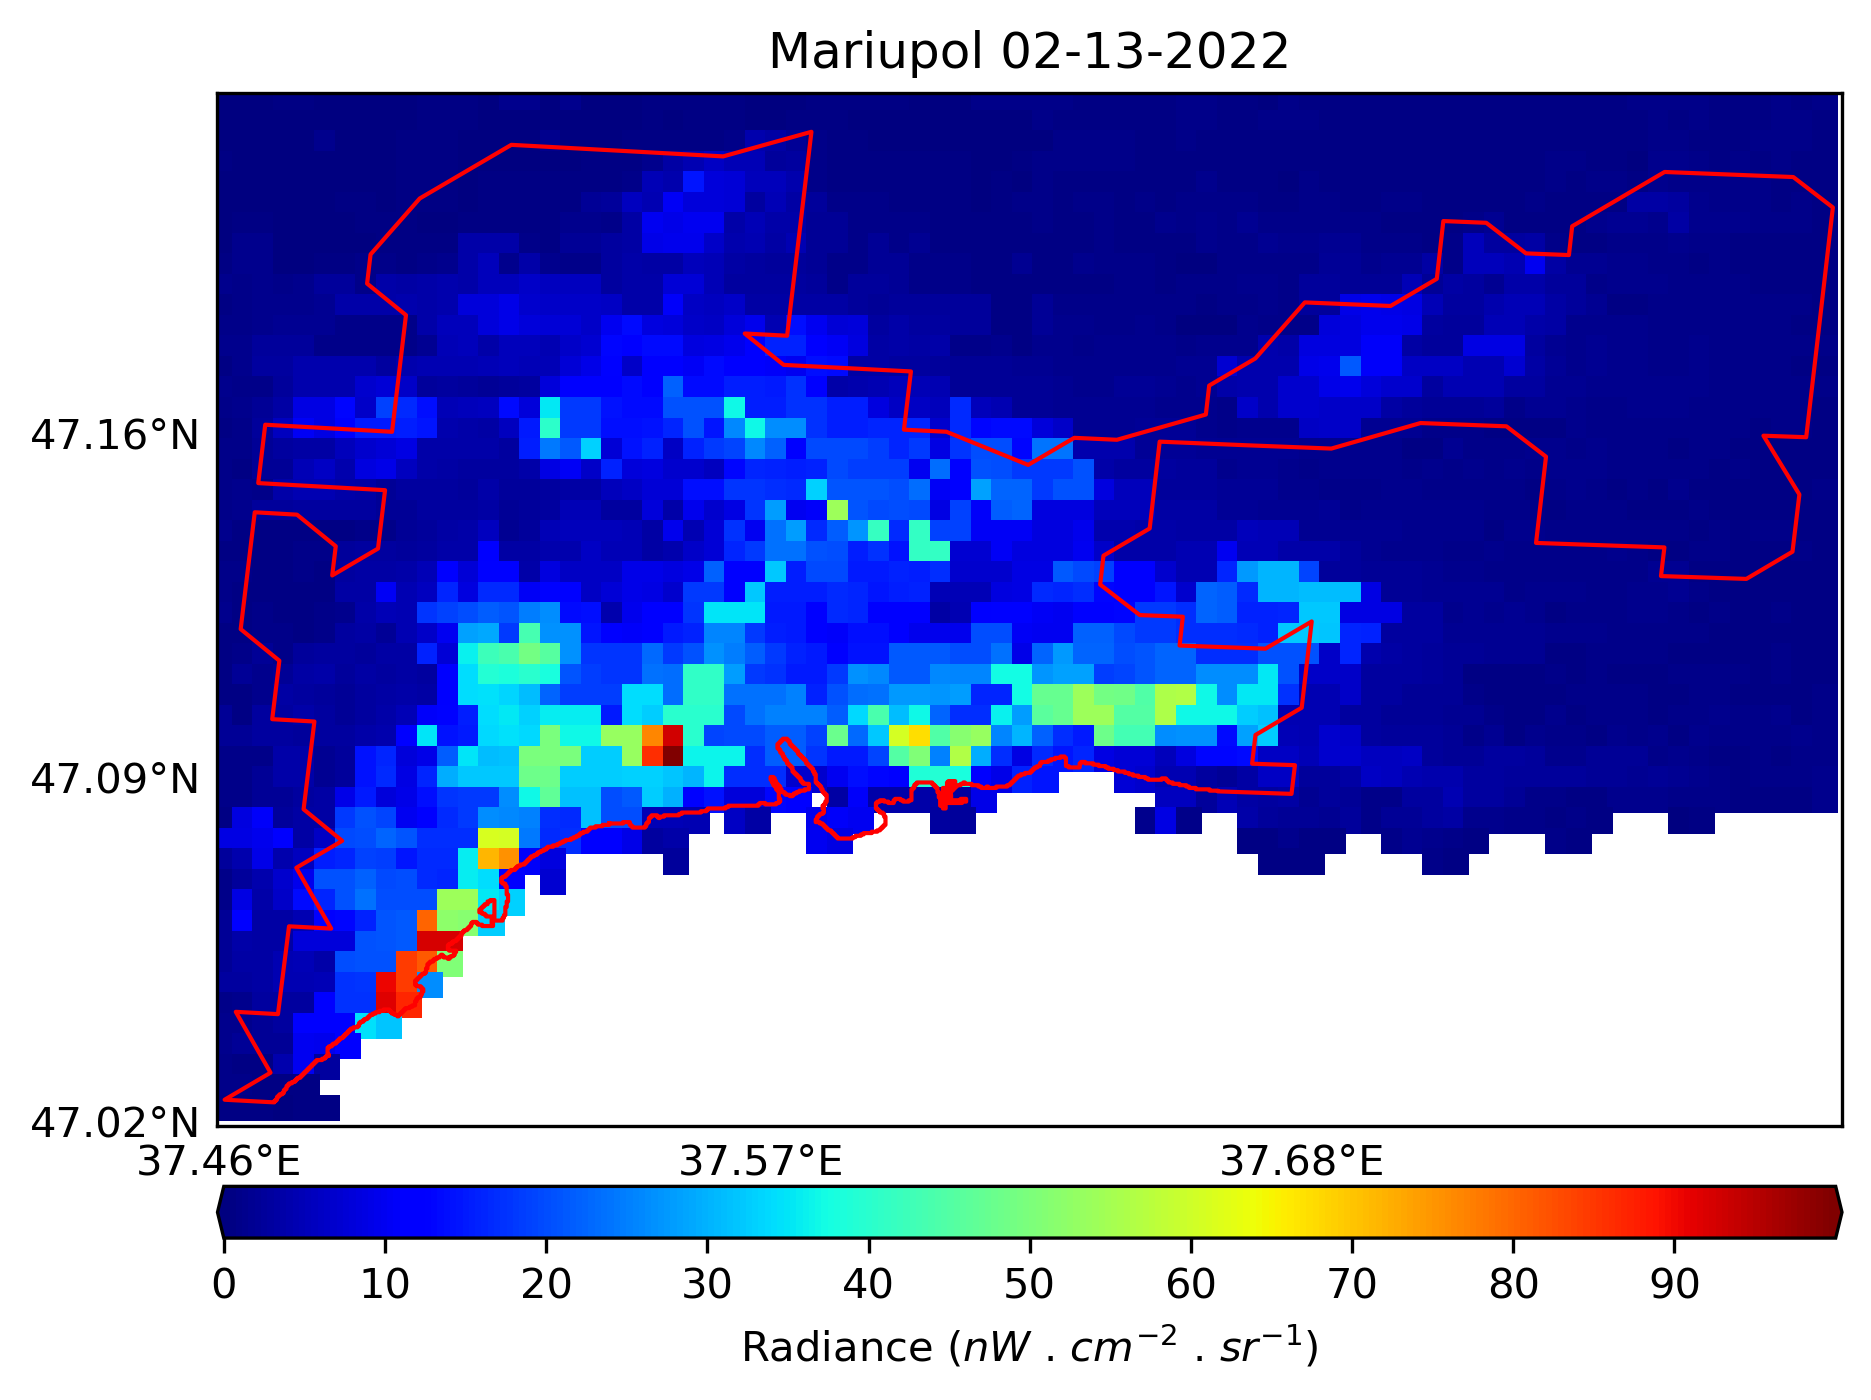 Mariupol 02-13-2022
47.16°N
47.09°N
47.02°N
37.46°E 37.57°E 37.68°E
0 10 20 30 40 50 60 70 80 90
Radiance (nW . cm⁻² . sr⁻¹)